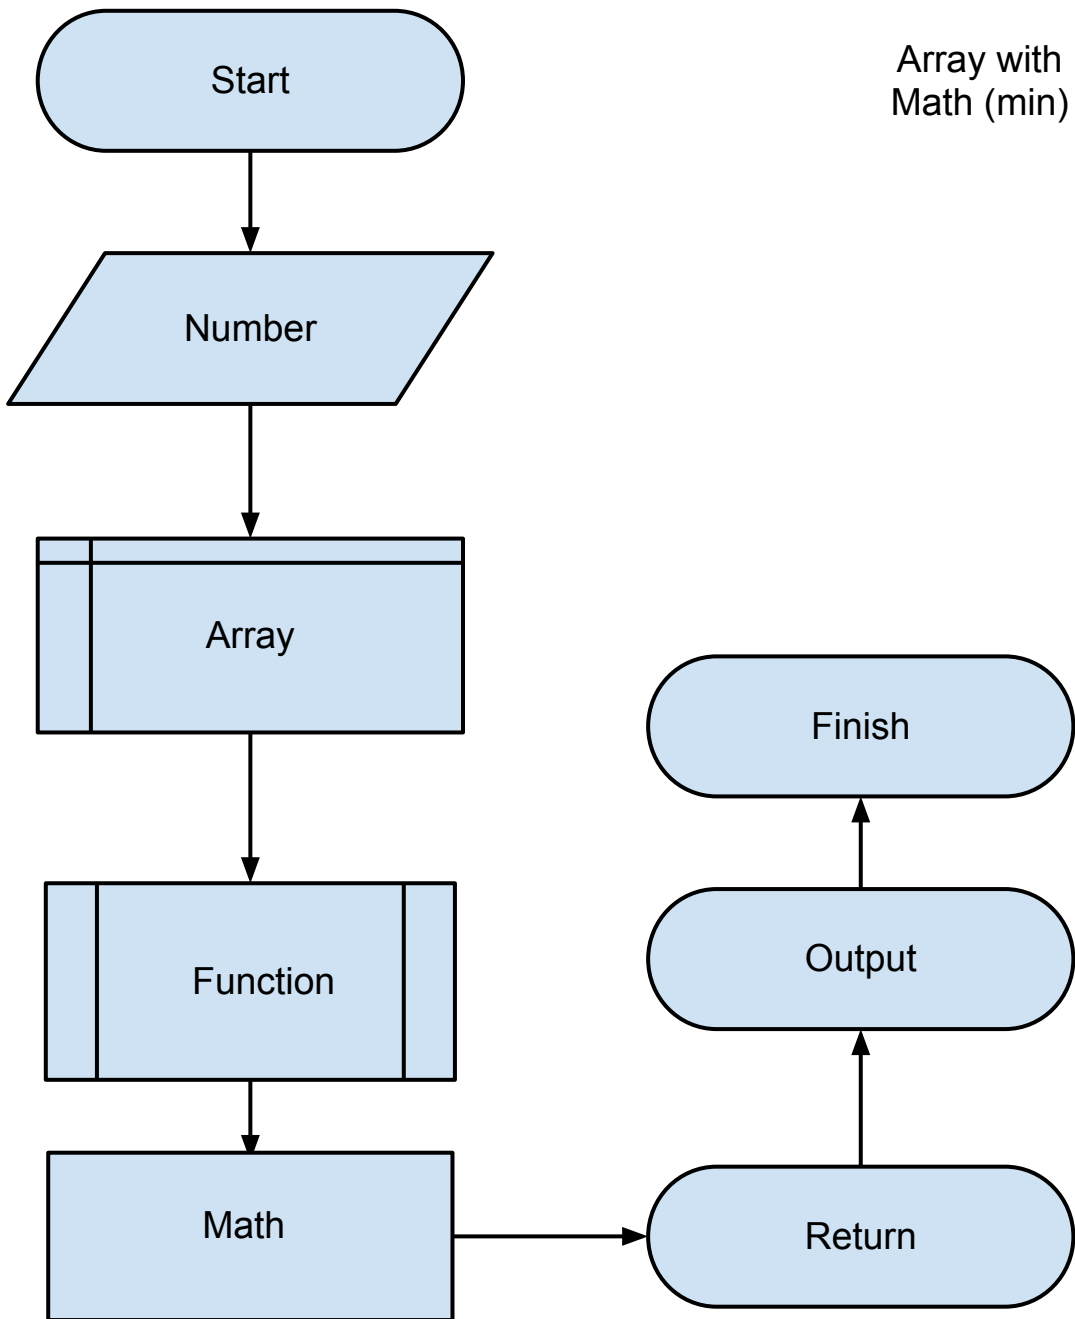 Start
Array with
Math (min)
Number
Array
Function
Math
Return
Output
Finish